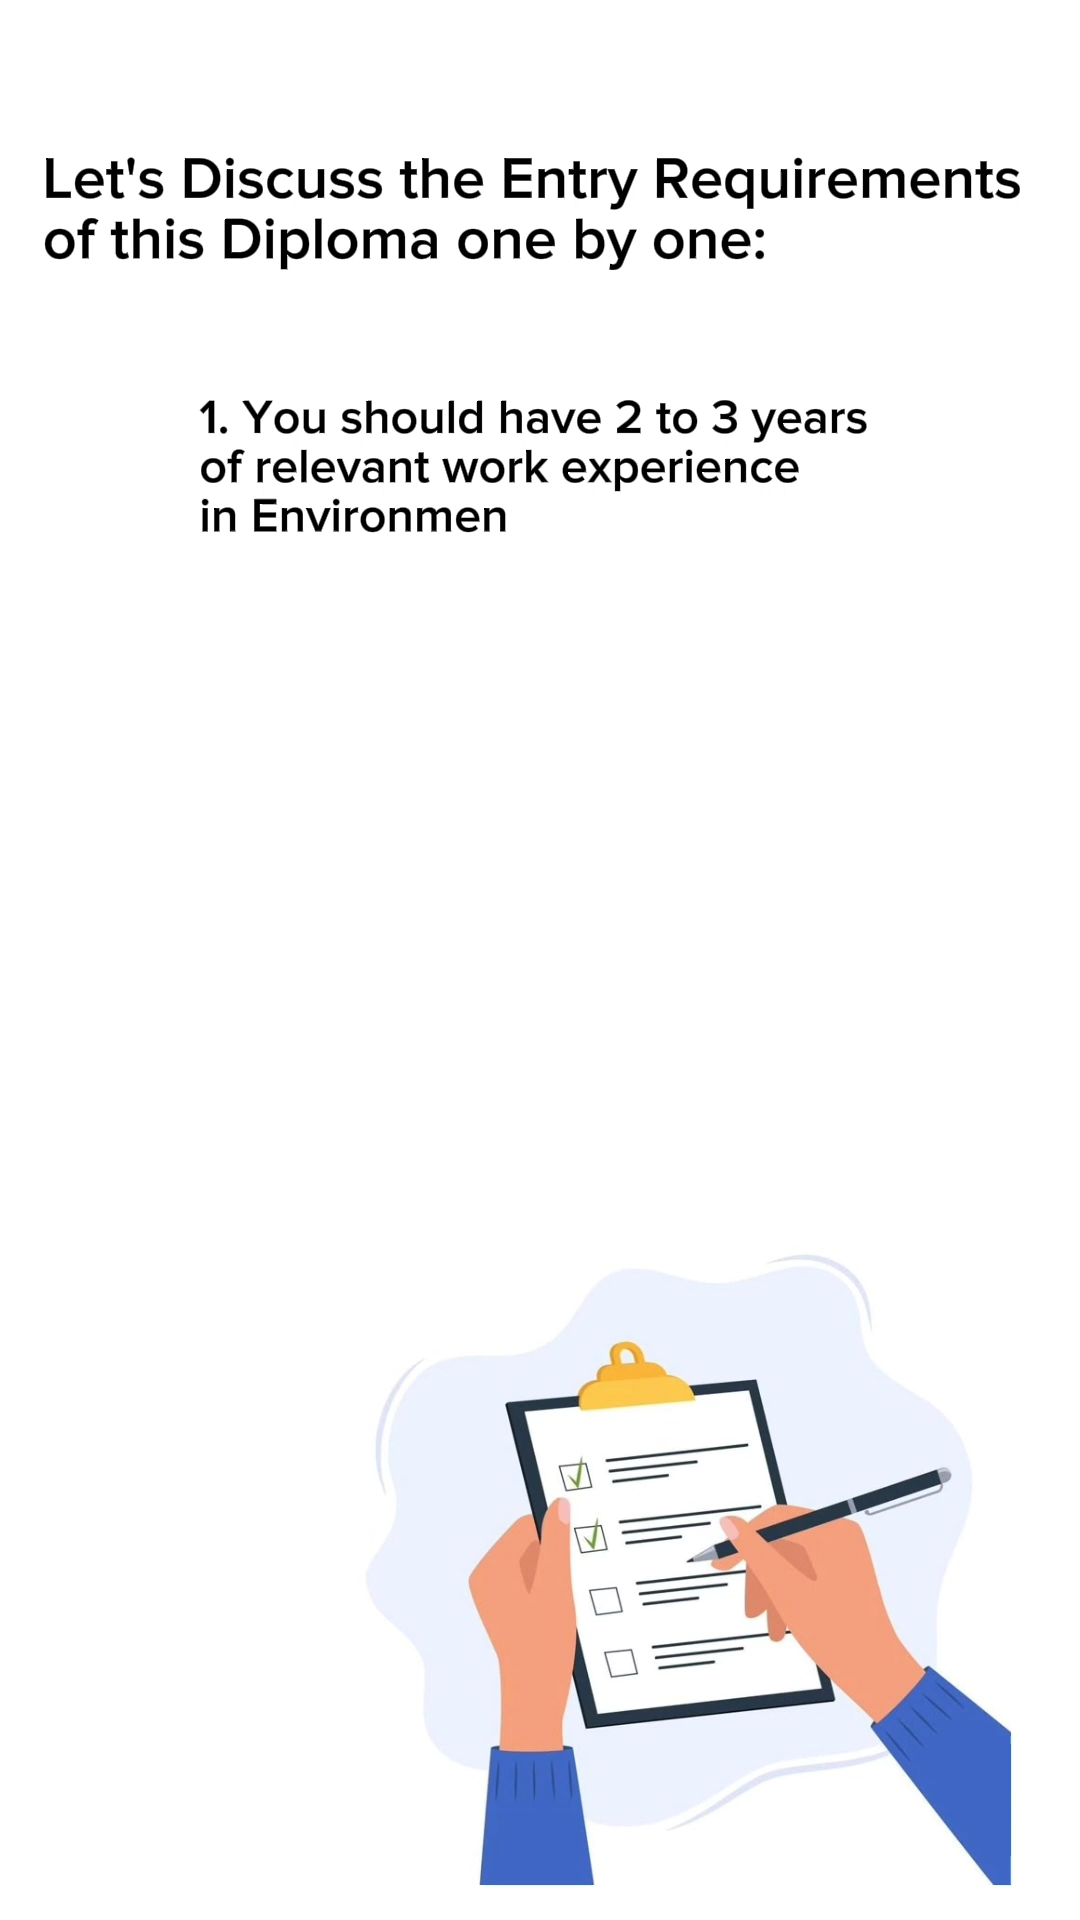 Let's Discuss the Entry Requirements
of this Diploma one by one:
1. You should have 2 to 3 years
of relevant work experience
in Environmen